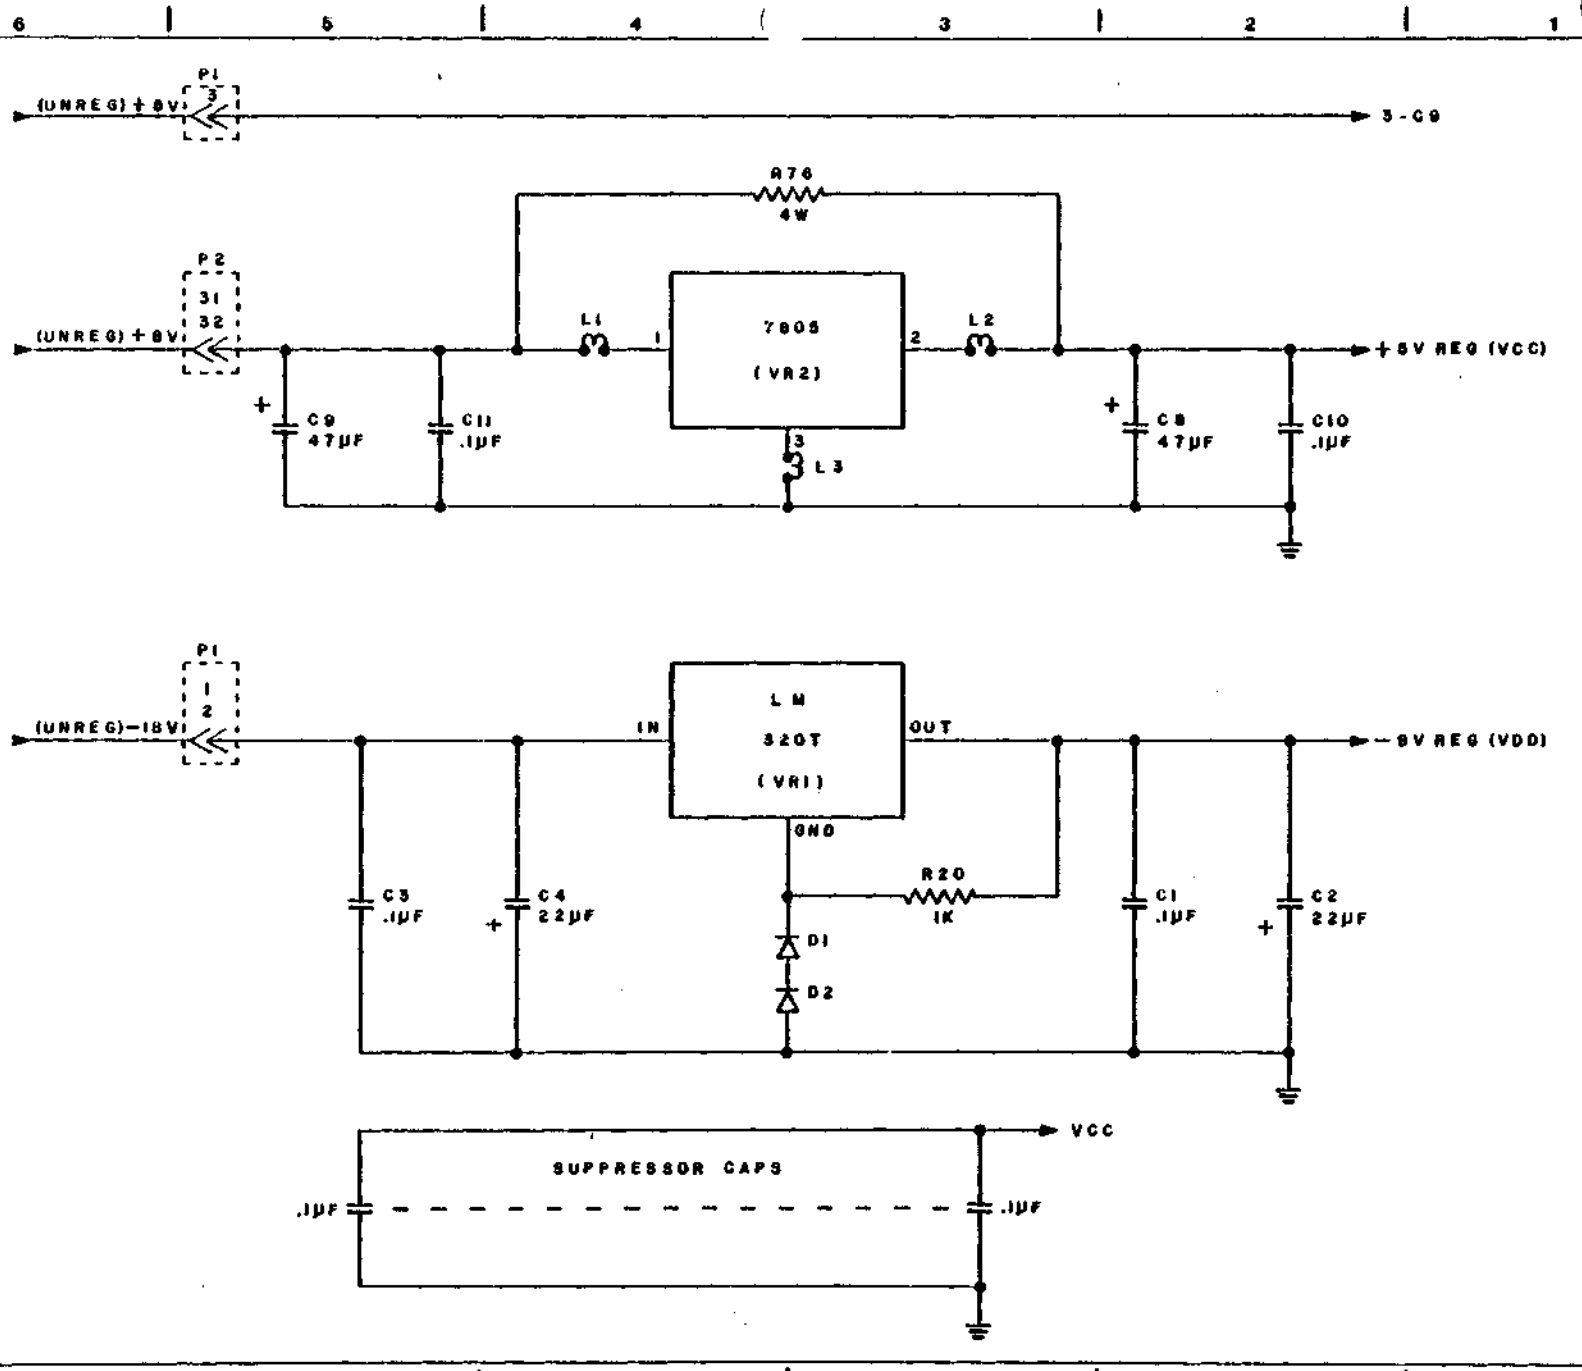 6 5 4 3 2 1
P1
3
(UNREG)+8V
3-C9
R76
4W
P2
31
32
(UNREG)+8V
L1
1
7805
(VR2)
2
L2
+5V REG (VCC)
+
C9
47µF
C11
.1µF
3
L3
+
C8
47µF
C10
.1µF
P1
1
2
(UNREG)-18V
IN
LM
320T
(VR1)
OUT
GND
R20
1K
C3
.1µF
+
C4
22µF
D1
D2
C1
.1µF
+
C2
22µF
VCC
SUPPRESSOR CAPS
.1µF
.1µF